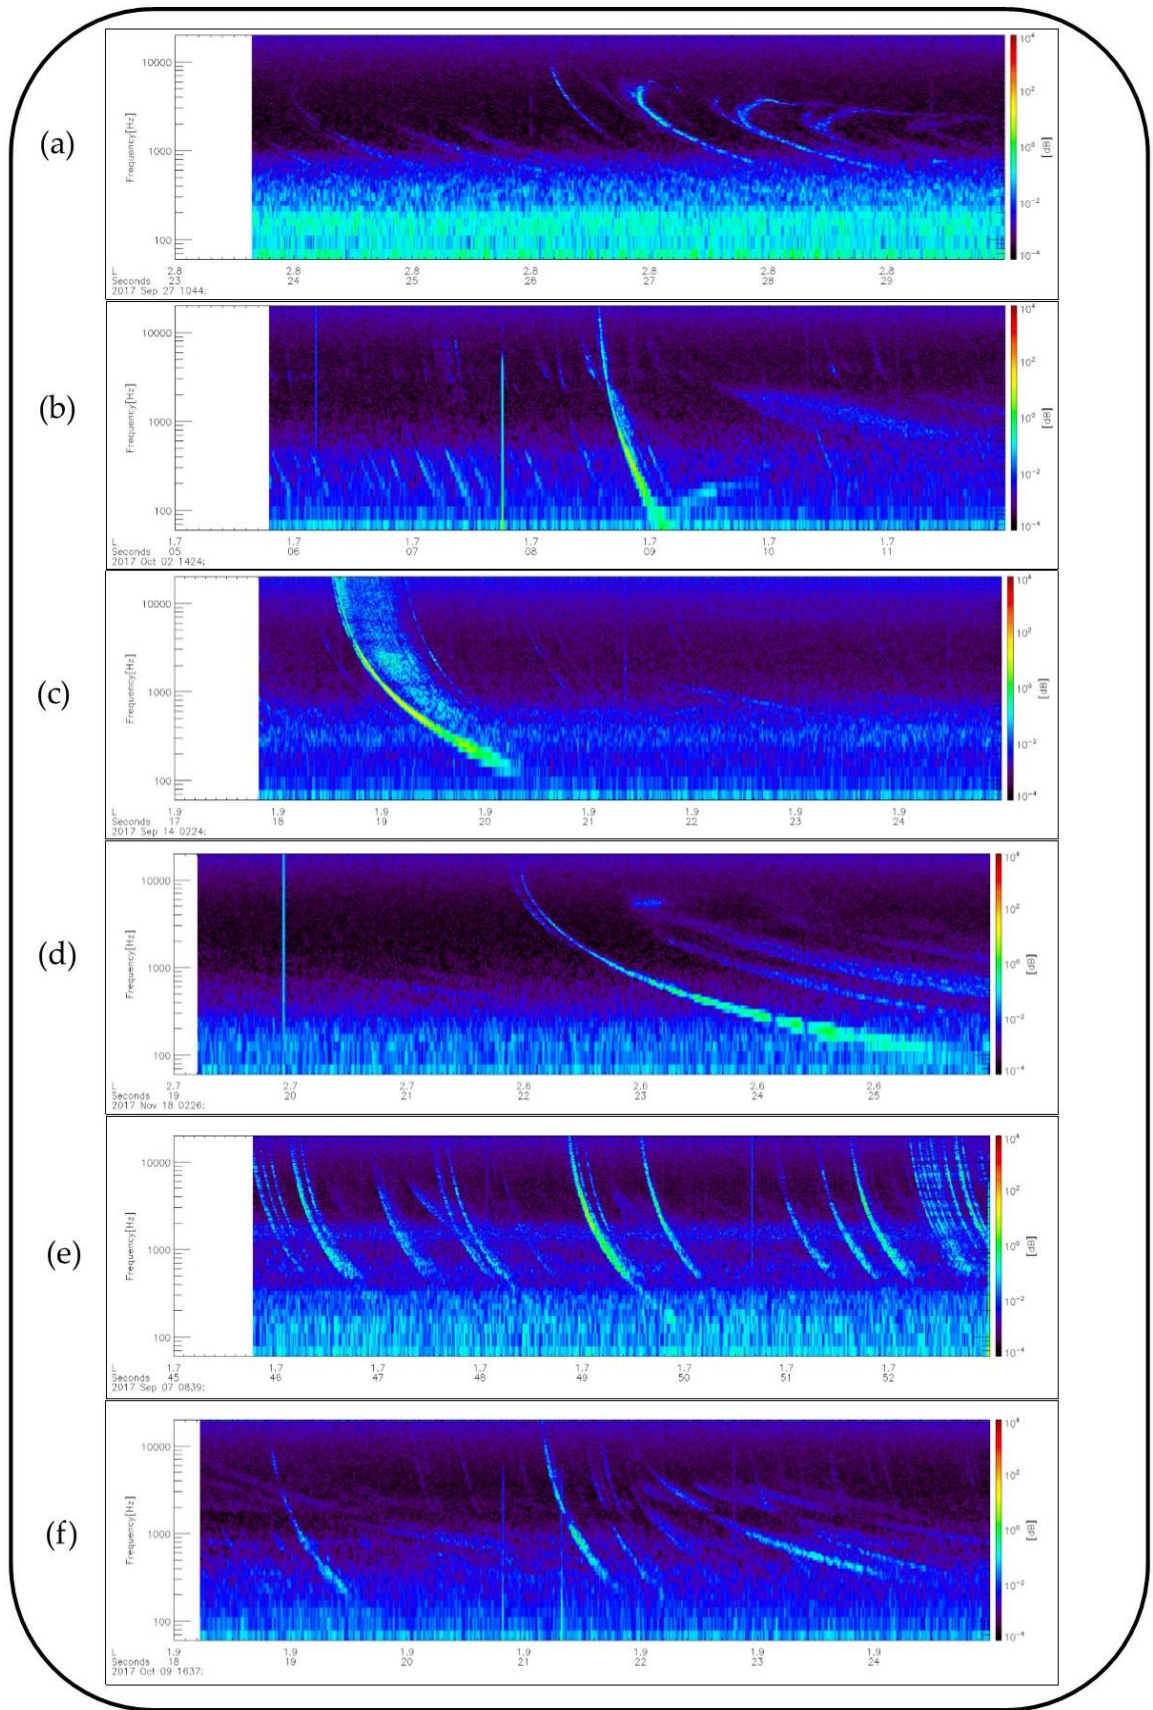 (a)
Frequency[Hz]
10000
1000
100
10⁴
10²
10⁰
10⁻²
10⁻⁴
[dB]
L 2.8 2.8 2.8 2.8 2.8 2.8 2.8
Seconds 23 24 25 26 27 28 29
2017 Sep 27 1044:
(b)
Frequency[Hz]
10000
1000
100
10⁴
10²
10⁰
10⁻²
10⁻⁴
[dB]
L 1.7 1.7 1.7 1.7 1.7 1.7 1.7
Seconds 05 06 07 08 09 10 11
2017 Oct 02 1424:
(c)
Frequency[Hz]
10000
1000
100
10⁴
10²
10⁰
10⁻²
10⁻⁴
[dB]
L 1.9 1.9 1.9 1.9 1.9 1.9 1.9 1.9
Seconds 17 18 19 20 21 22 23 24
2017 Sep 14 0224:
(d)
Frequency[Hz]
10000
1000
100
10⁴
10²
10⁰
10⁻²
10⁻⁴
[dB]
L 2.7 2.7 2.7 2.6 2.6 2.6 2.6
Seconds 19 20 21 22 23 24 25
2017 Nov 18 0226:
(e)
Frequency[Hz]
10000
1000
100
10⁴
10²
10⁰
10⁻²
10⁻⁴
[dB]
L 1.7 1.7 1.7 1.7 1.7 1.7 1.7 1.7
Seconds 45 46 47 48 49 50 51 52
2017 Sep 07 0839:
(f)
Frequency[Hz]
10000
1000
100
10⁴
10²
10⁰
10⁻²
10⁻⁴
[dB]
L 1.9 1.9 1.9 1.9 1.9 1.9 1.9
Seconds 18 19 20 21 22 23 24
2017 Oct 09 1637: